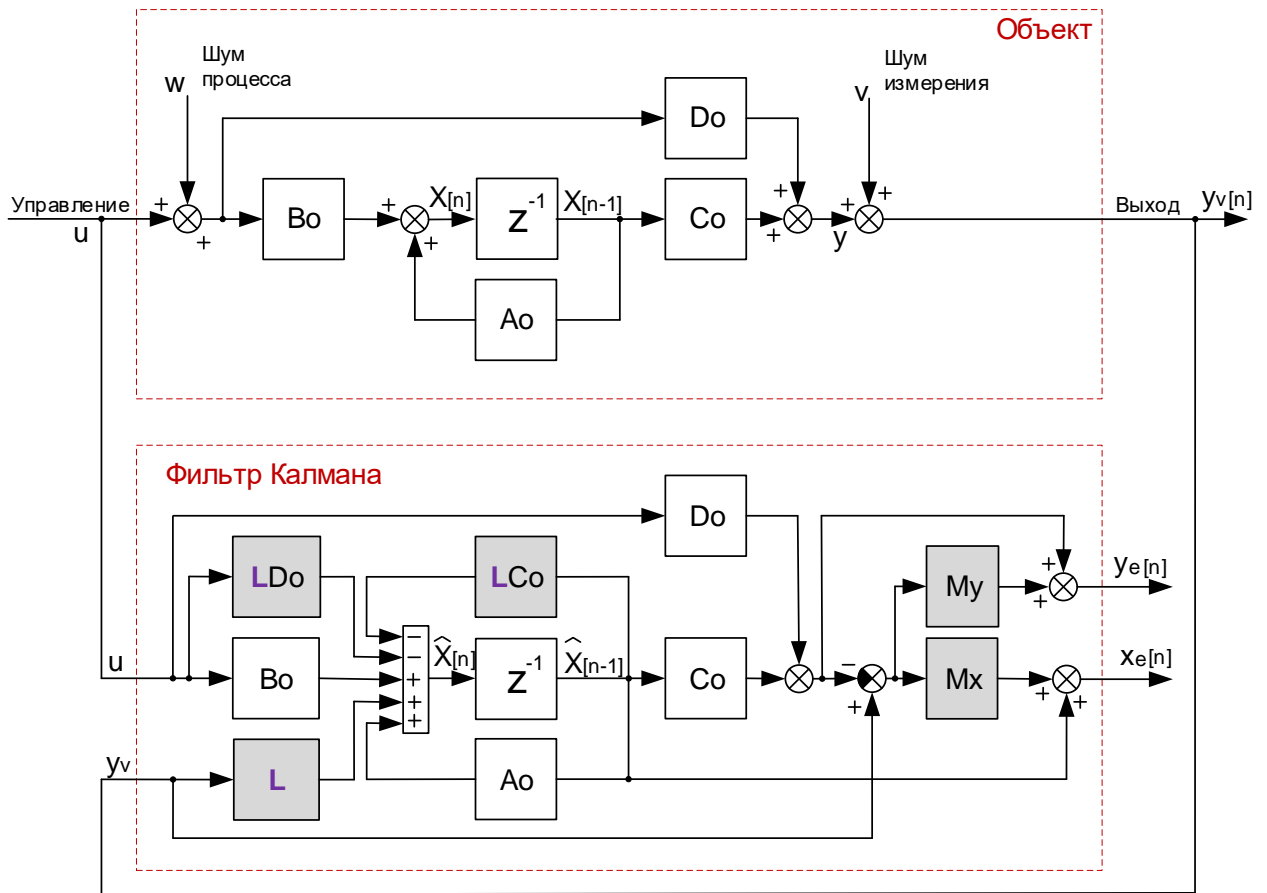 Объект
Шум
процесса
w
Шум
измерения
v
Do
Управление
u
+
+
Bo
+
+
X[n]
z-1
X[n-1]
Co
+
+
y
+
+
Выход
yv[n]
Ao
Фильтр Калмана
Do
LDo
LCo
My
+
+
ye[n]
u
Bo
−
−
+
+
+
X̂[n]
z-1
X̂[n-1]
Co
−
+
Mx
+
+
xe[n]
yv
L
Ao